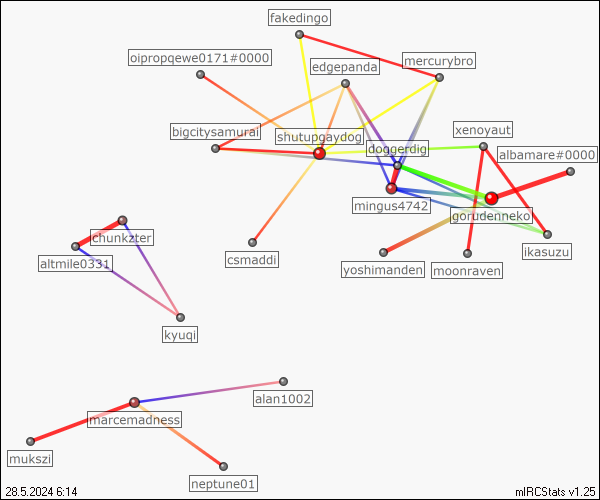 fakedingo
oipropqewe0171#0000
edgepanda
mercurybro
bigcitysamurai
shutupgaydog
doggerdig
xenoyaut
albamare#0000
mingus4742
gorudenneko
chunkzter
altmile0331
csmaddi
yoshimanden
moonraven
ikasuzu
kyuqi
alan1002
marcemadness
mukszi
neptune01
28.5.2024 6:14
mIRCStats v1.25